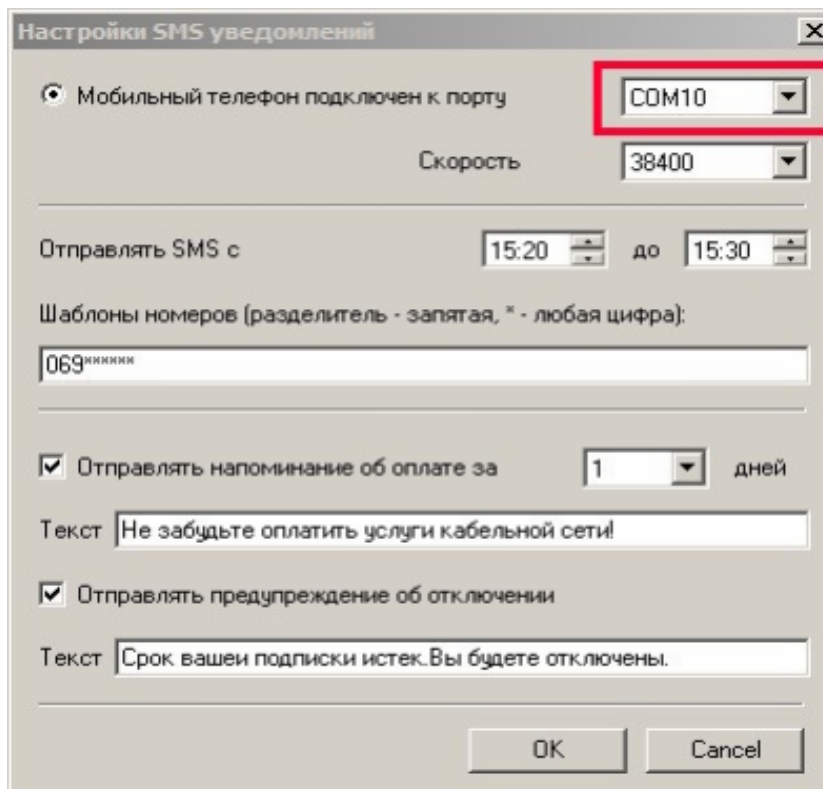 Настройки SMS уведомлений
Мобильный телефон подключен к порту COM10
Скорость 38400
Отправлять SMS с 15:20 до 15:30
Шаблоны номеров (разделитель - запятая, * - любая цифра):
069******
Отправлять напоминание об оплате за 1 дней
Текст Не забудьте оплатить услуги кабельной сети!
Отправлять предупреждение об отключении
Текст Срок вашеи подписки истек.Вы будете отключены.
OK Cancel